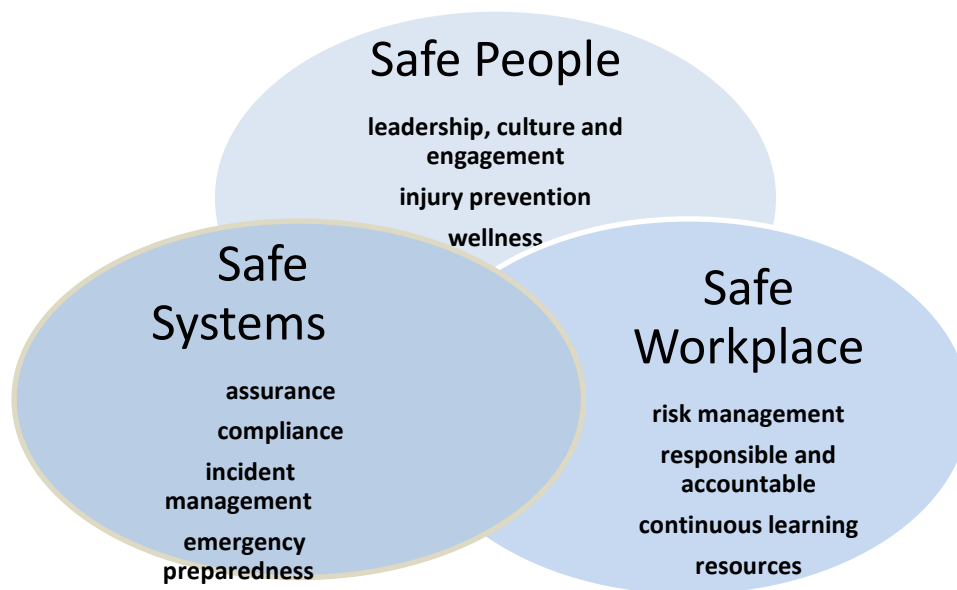 Safe People
leadership, culture and
engagement
injury prevention
wellness
Safe
Systems
assurance
compliance
incident
management
emergency
preparedness
Safe
Workplace
risk management
responsible and
accountable
continuous learning
resources